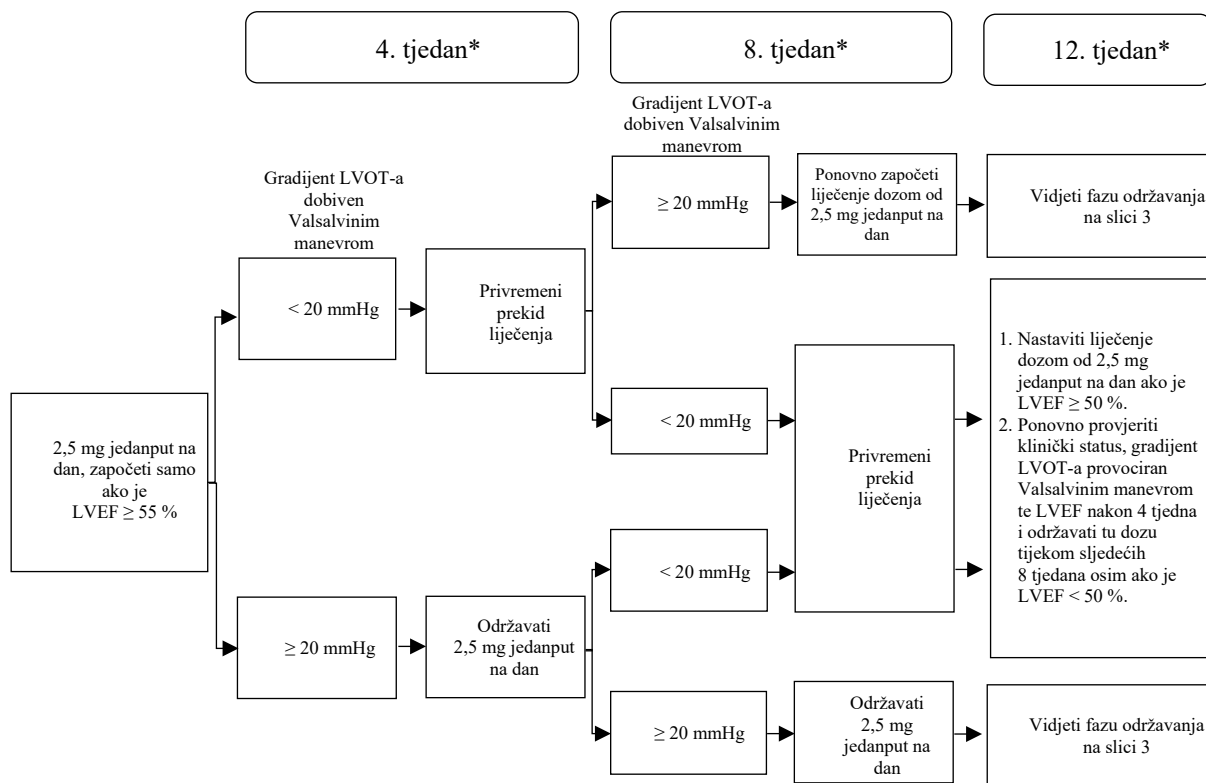 4. tjedan*
8. tjedan*
12. tjedan*
Gradijent LVOT-a
dobiven
Valsalvinim
manevrom
Gradijent LVOT-a
dobiven Valsalvinim
manevrom
2,5 mg jedanput na
dan, započeti samo
ako je
LVEF ≥ 55 %
< 20 mmHg
Privremeni
prekid
liječenja
≥ 20 mmHg
Ponovno započeti
liječenje dozom od
2,5 mg jedanput na
dan
Vidjeti fazu održavanja
na slici 3
< 20 mmHg
Privremeni
prekid
liječenja
1. Nastaviti liječenje
dozom od 2,5 mg
jedanput na dan ako je
LVEF ≥ 50 %.
2. Ponovno provjeriti
klinički status, gradijent
LVOT-a provociran
Valsalvinim manevrom
te LVEF nakon 4 tjedna
i održavati tu dozu
tijekom sljedećih
8 tjedana osim ako je
LVEF < 50 %.
≥ 20 mmHg
Održavati
2,5 mg jedanput
na dan
< 20 mmHg
≥ 20 mmHg
Održavati
2,5 mg
jedanput na
dan
Vidjeti fazu održavanja
na slici 3